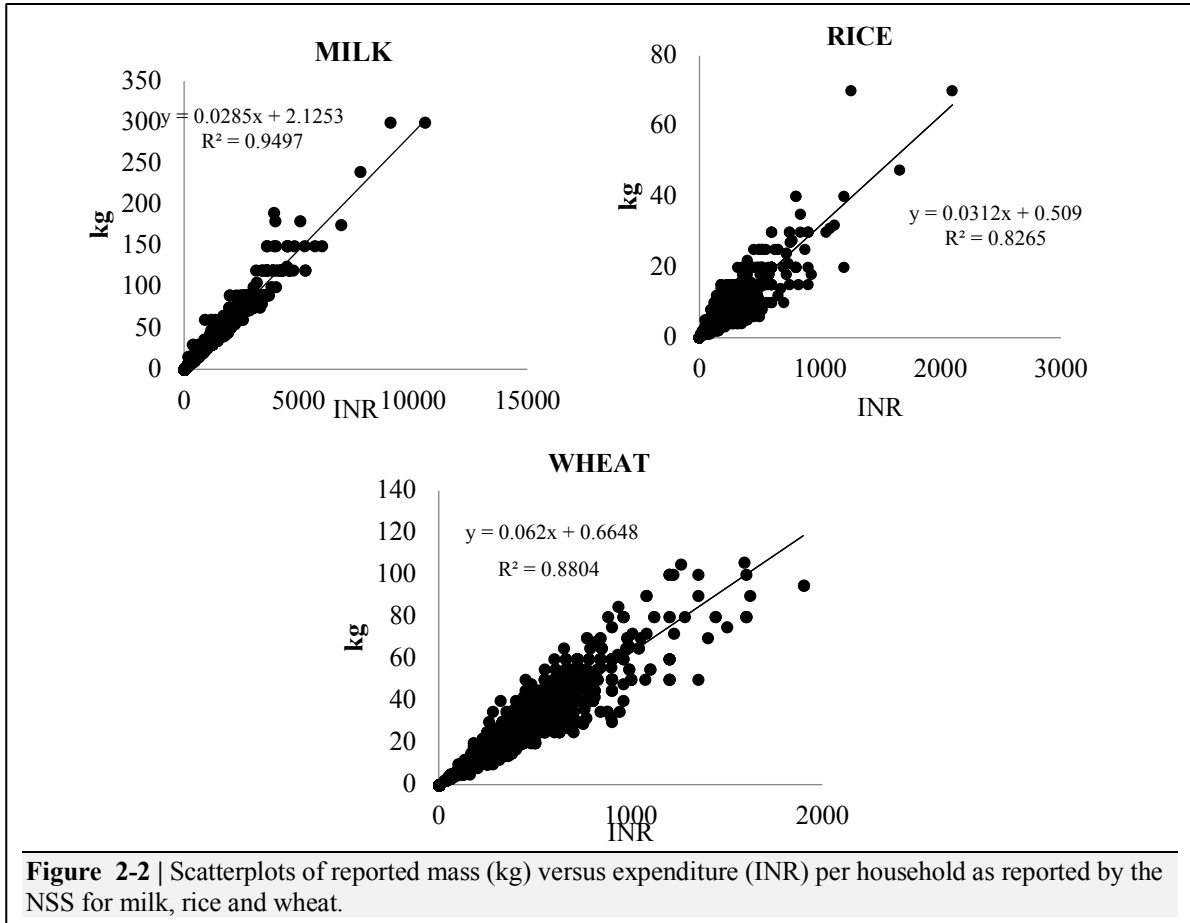 MILK
350
300
250
200
150
100
50
0
kg
y = 0.0285x + 2.1253
R² = 0.9497
0 5000 10000 15000
INR
RICE
80
60
40
20
0
kg
y = 0.0312x + 0.509
R² = 0.8265
0 1000 2000 3000
INR
WHEAT
140
120
100
80
60
40
20
0
kg
y = 0.062x + 0.6648
R² = 0.8804
0 1000 2000
INR
Figure 2-2 | Scatterplots of reported mass (kg) versus expenditure (INR) per household as reported by the
NSS for milk, rice and wheat.